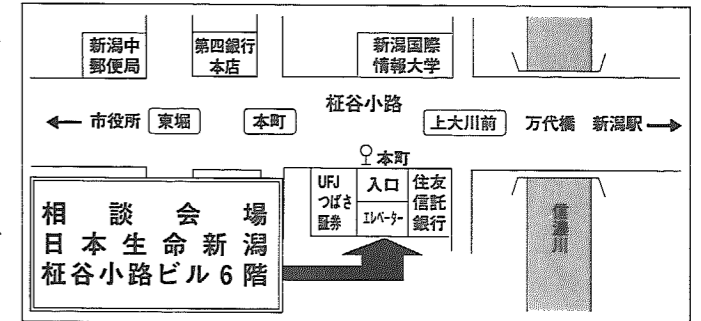 新潟中
郵便局
第四銀行
本店
新潟国際
情報大学
柾谷小路
← 市役所 東堀 本町 上大川前 万代橋 新潟駅 →
本町
UFJ
つばさ
証券
入口
エレベーター
住友
信託
銀行
信濃川
相談会場
日本生命新潟
柾谷小路ビル6階